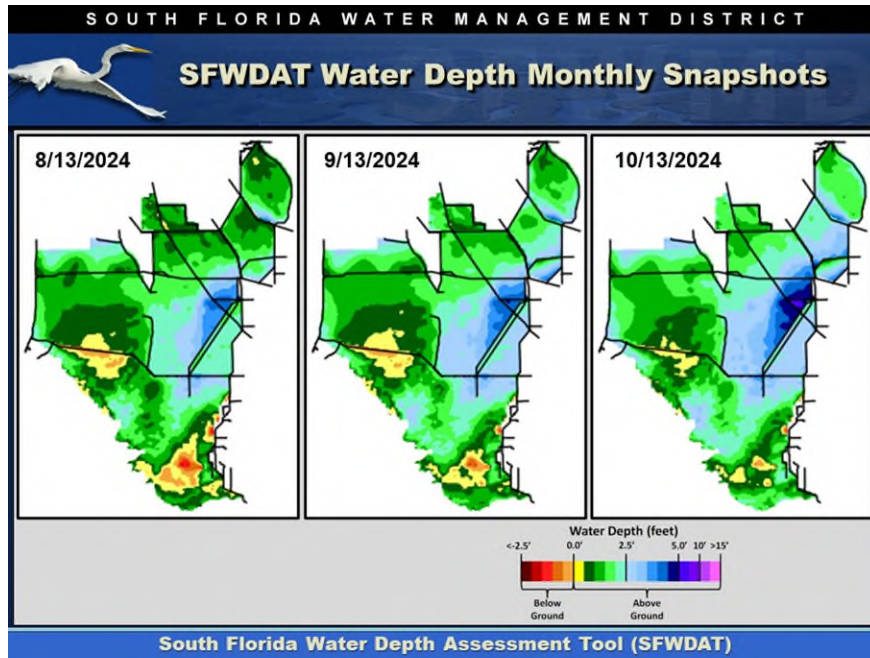 SOUTH FLORIDA WATER MANAGEMENT DISTRICT
SFWDAT Water Depth Monthly Snapshots
8/13/2024
9/13/2024
10/13/2024
Water Depth (feet)
<-2.5' 0.0' 2.5' 5.0' 10' >15'
Below Ground
Above Ground
South Florida Water Depth Assessment Tool (SFWDAT)